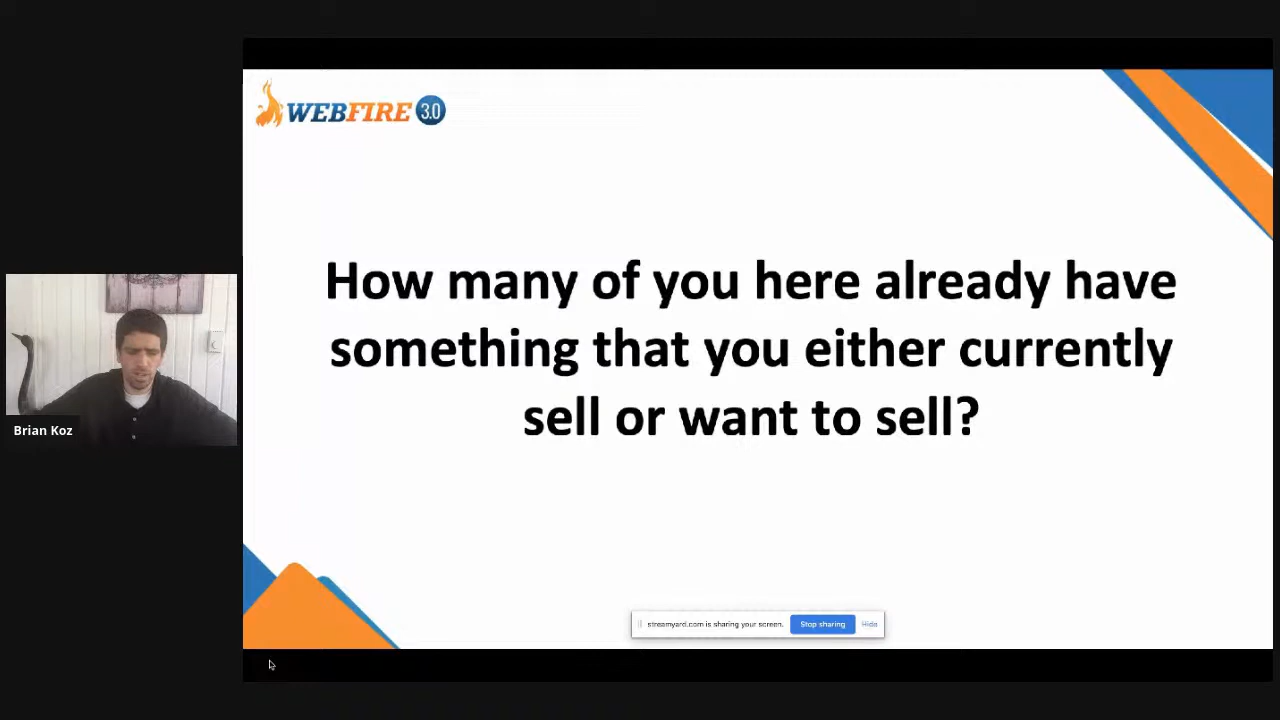 WEBFIRE 3.0
How many of you here already have
something that you either currently
sell or want to sell?
Brian Koz
streamyard.com is sharing your screen.
Stop sharing
Hide